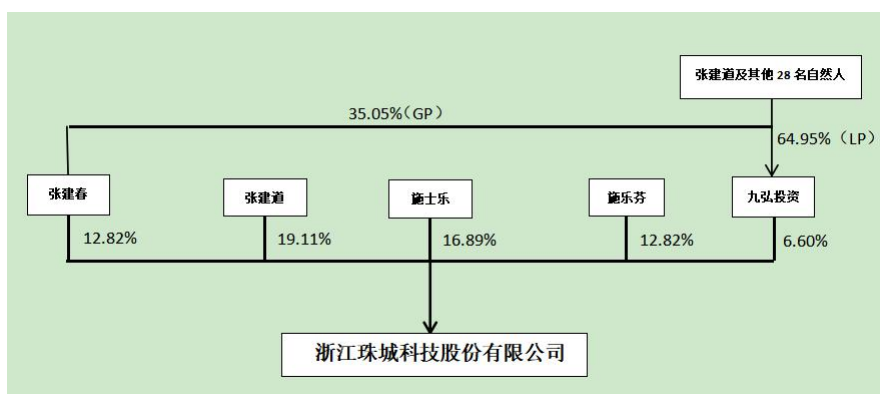 张建道及其他 28 名自然人
35.05%（GP）
64.95%（LP）
张建春
张建道
施士乐
施乐芬
九弘投资
12.82%
19.11%
16.89%
12.82%
6.60%
浙江珠城科技股份有限公司